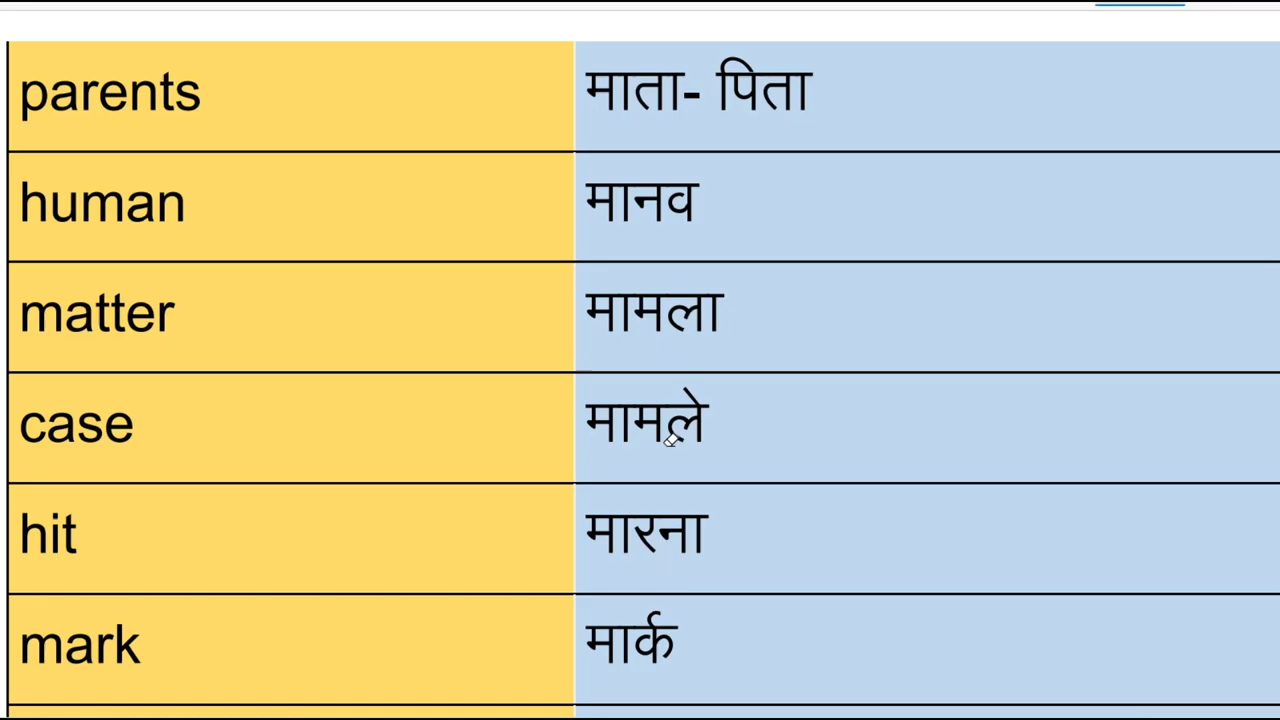 parents माता- पिता
human मानव
matter मामला
case मामले
hit मारना
mark मार्क